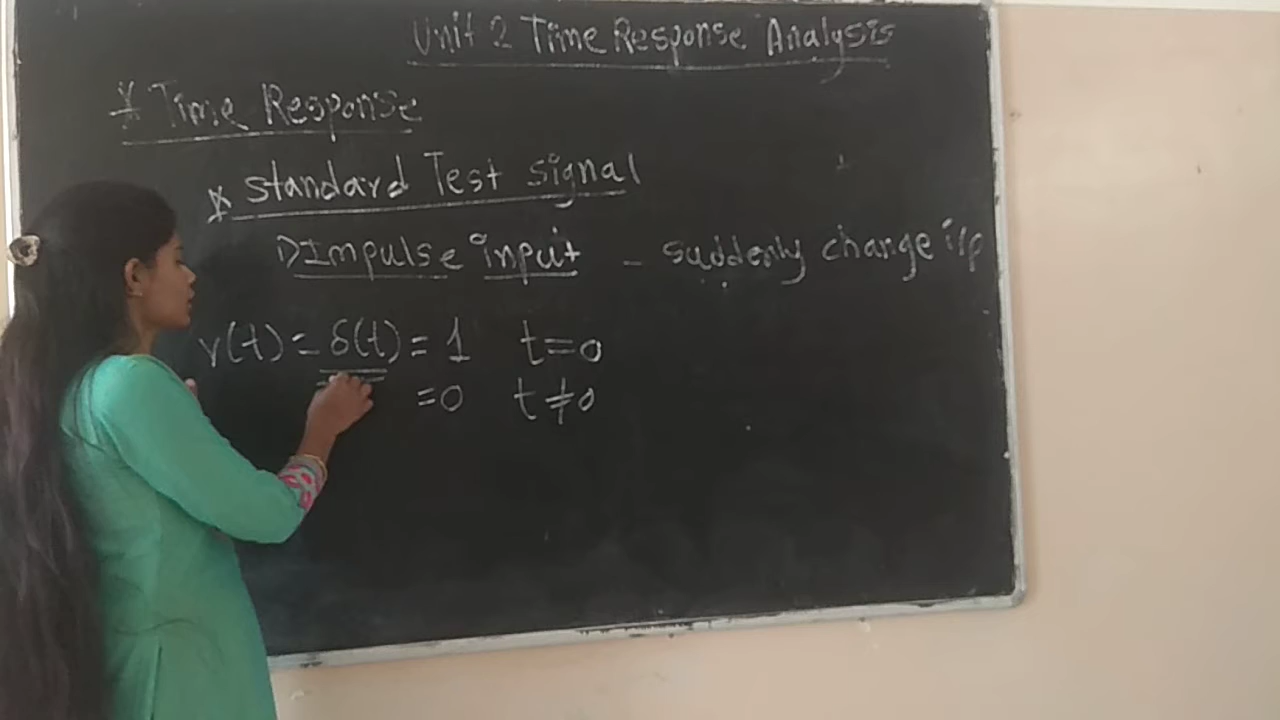 Unit 2 Time Response Analysis
* Time Response
* Standard Test Signal
1) Impulse input - suddenly change i/p
r(t) = δ(t) = 1 t=0
=0 t≠0